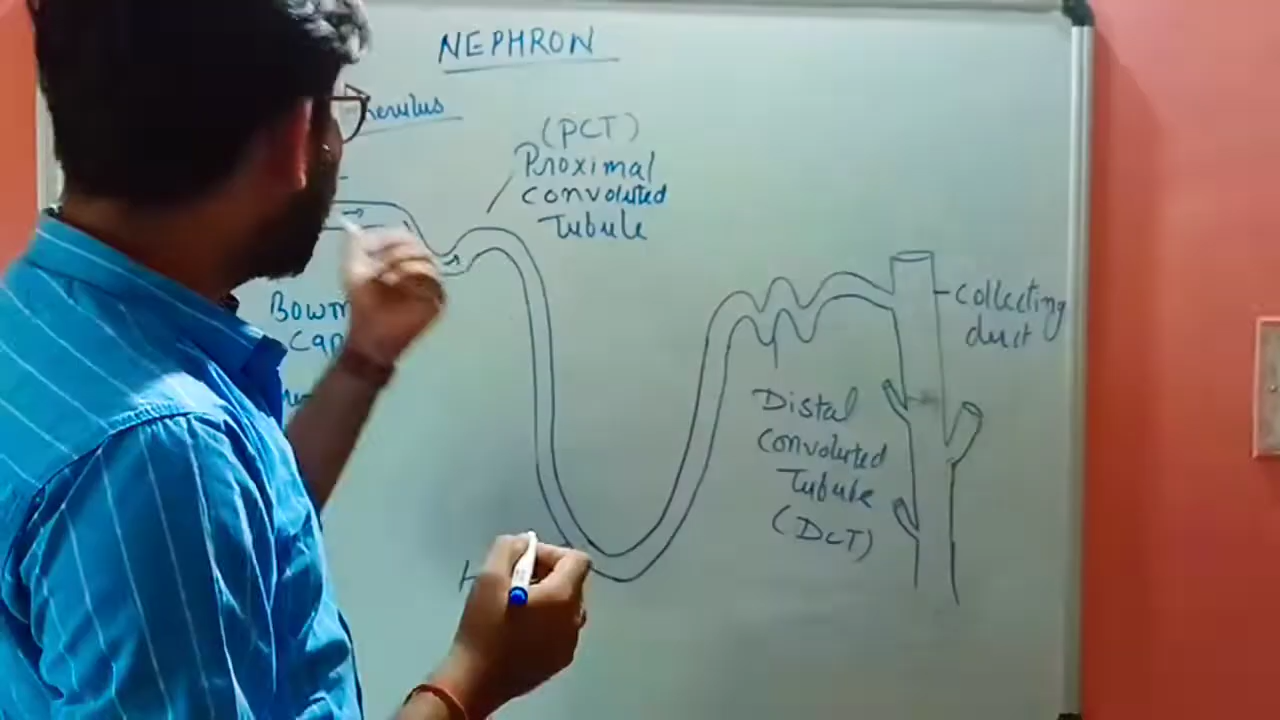 NEPHRON
(PCT)
Proximal
convoluted
Tubule
collecting
duct
Distal
convoluted
Tubule
(DCT)